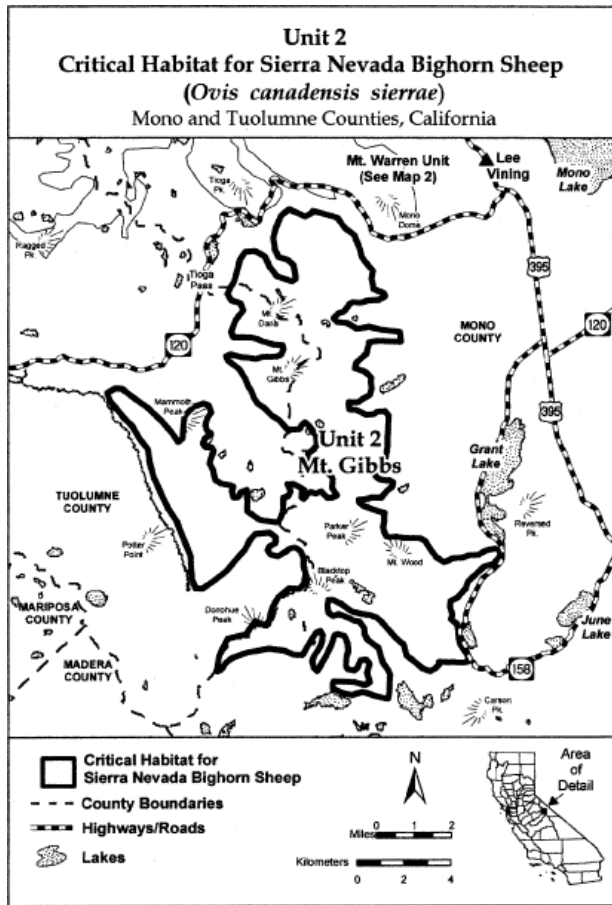 Unit 2
Critical Habitat for Sierra Nevada Bighorn Sheep
(Ovis canadensis sierrae)
Mono and Tuolumne Counties, California
Mt. Warren Unit
(See Map 2)
Lee
Vining
Mono
Lake
Tioga
Pk.
Mono
Dome
Ragged
Pk.
Tioga
Pass
395
120
Mt.
Dana
MONO
COUNTY
120
Mt.
Gibbs
395
Mammoth
Peak
Unit 2
Mt. Gibbs
Grant
Lake
TUOLUMNE
COUNTY
Parker
Peak
Reversed
Pk.
Potter
Point
Mt. Wood
Blacktop
Peak
MARIPOSA
COUNTY
Donohue
Peak
June
Lake
MADERA
COUNTY
158
Carson
Pk.
Critical Habitat for
Sierra Nevada Bighorn Sheep
County Boundaries
Highways/Roads
Lakes
N
0 1 2
Miles
Kilometers
0 2 4
Area
of
Detail